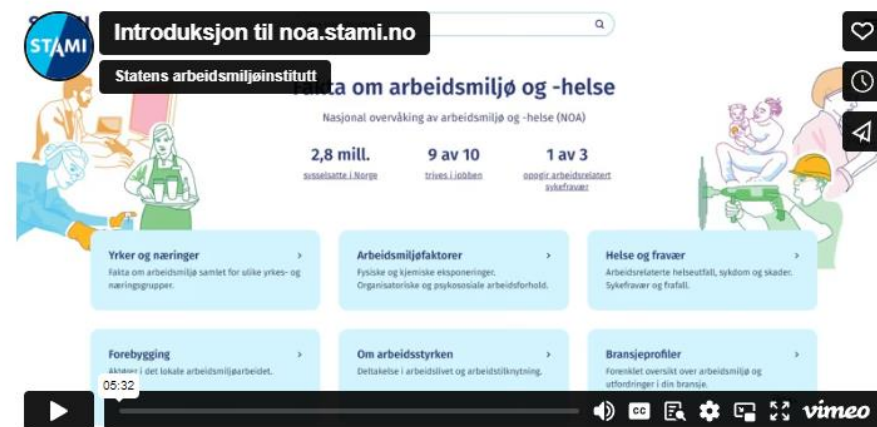 STAMI
Introduksjon til noa.stami.no
Statens arbeidsmiljøinstitutt
Fakta om arbeidsmiljø og -helse
Nasjonal overvåking av arbeidsmiljø og -helse (NOA)
2,8 mill. 9 av 10 1 av 3
sysselsatte i Norge trives i jobben oppgir arbeidsrelatert
sykefravær
Yrker og næringer
Fakta om arbeidsmiljø samlet for ulike yrkes- og
næringsgrupper.
Arbeidsmiljøfaktorer
Fysiske og kjemiske eksponeringer.
Organisatoriske og psykososiale arbeidsforhold.
Helse og fravær
Arbeidsrelaterte helseutfall, sykdom og skader.
Sykefravær og frafall.
Forebygging
Aktører i det lokale arbeidsmiljøarbeidet.
Om arbeidsstyrken
Deltakelse i arbeidslivet og arbeidstilknytning.
Bransjeprofiler
Forenklet oversikt over arbeidsmiljø og
utfordringer i din bransje.
05:32
CC
vimeo